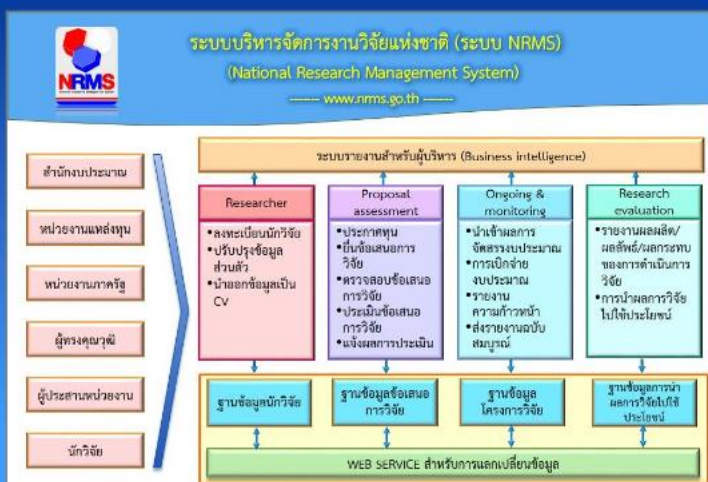 NRMS
ระบบบริหารจัดการงานวิจัยแห่งชาติ (ระบบ NRMS)
(National Research Management System)
------- www.nrms.go.th -------
สำนักงบประมาณ
หน่วยงานแหล่งทุน
หน่วยงานภาครัฐ
ผู้ทรงคุณวุฒิ
ผู้ประสานหน่วยงาน
นักวิจัย
ระบบรายงานสำหรับผู้บริหาร (Business intelligence)
Researcher
•ลงทะเบียนนักวิจัย
•ปรับปรุงข้อมูล
ส่วนตัว
•นำออกข้อมูลเป็น
CV
Proposal
assessment
•ประกาศทุน
•ยื่นข้อเสนอการ
วิจัย
•ตรวจสอบข้อเสนอ
การวิจัย
•ประเมินข้อเสนอ
การวิจัย
•แจ้งผลการประเมิน
Ongoing &
monitoring
•นำเข้าผลการ
จัดสรรงบประมาณ
•การเบิกจ่าย
งบประมาณ
•รายงาน
ความก้าวหน้า
•ส่งรายงานฉบับ
สมบูรณ์
Research
evaluation
•รายงานผลผลิต/
ผลลัพธ์/ผลกระทบ
ของการดำเนินการ
วิจัย
•การนำผลการวิจัย
ไปใช้ประโยชน์
ฐานข้อมูลนักวิจัย
ฐานข้อมูลข้อเสนอ
การวิจัย
ฐานข้อมูล
โครงการวิจัย
ฐานข้อมูลการนำ
ผลการวิจัยไปใช้
ประโยชน์
WEB SERVICE สำหรับการแลกเปลี่ยนข้อมูล